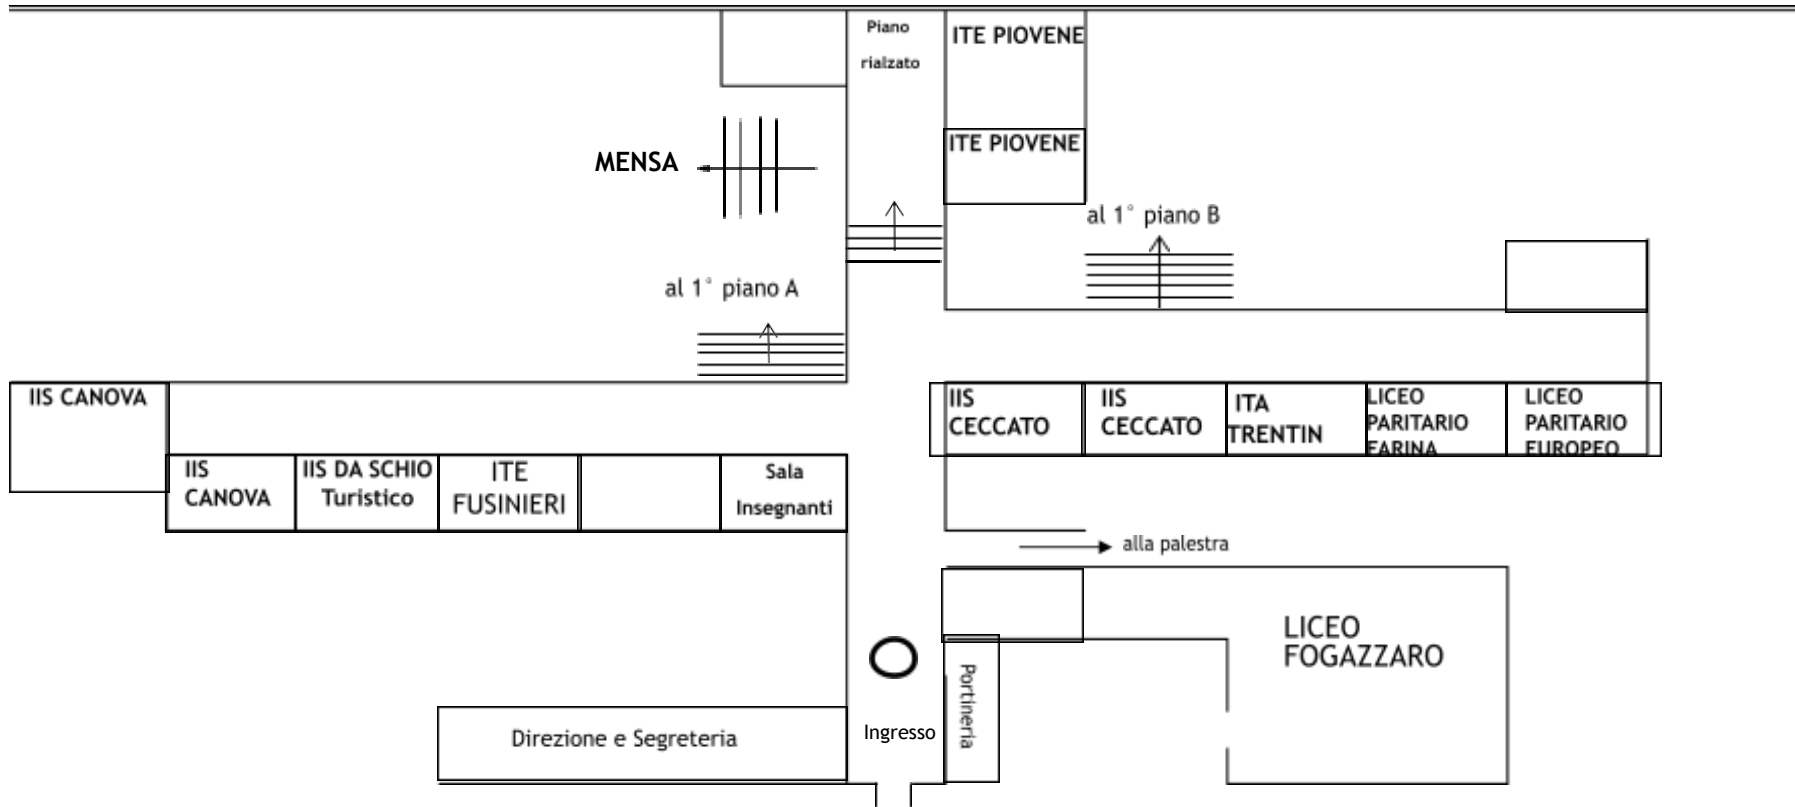 Piano
rialzato
ITE PIOVENE
ITE PIOVENE
MENSA
al 1° piano B
al 1° piano A
IIS CANOVA
IIS
CECCATO
IIS
CECCATO
ITA
TRENTIN
LICEO
PARITARIO
FARINA
LICEO
PARITARIO
EUROPEO
IIS
CANOVA
IIS DA SCHIO
Turistico
ITE
FUSINIERI
Sala
Insegnanti
alla palestra
LICEO
FOGAZZARO
Portineria
Ingresso
Direzione e Segreteria